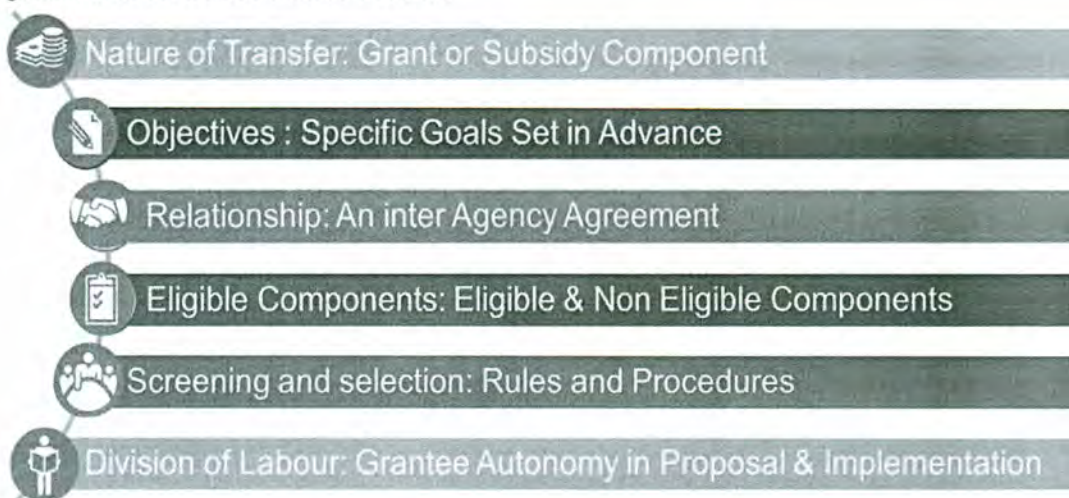 Nature of Transfer: Grant or Subsidy Component
Objectives : Specific Goals Set in Advance
Relationship: An inter Agency Agreement
Eligible Components: Eligible & Non Eligible Components
Screening and selection: Rules and Procedures
Division of Labour: Grantee Autonomy in Proposal & Implementation